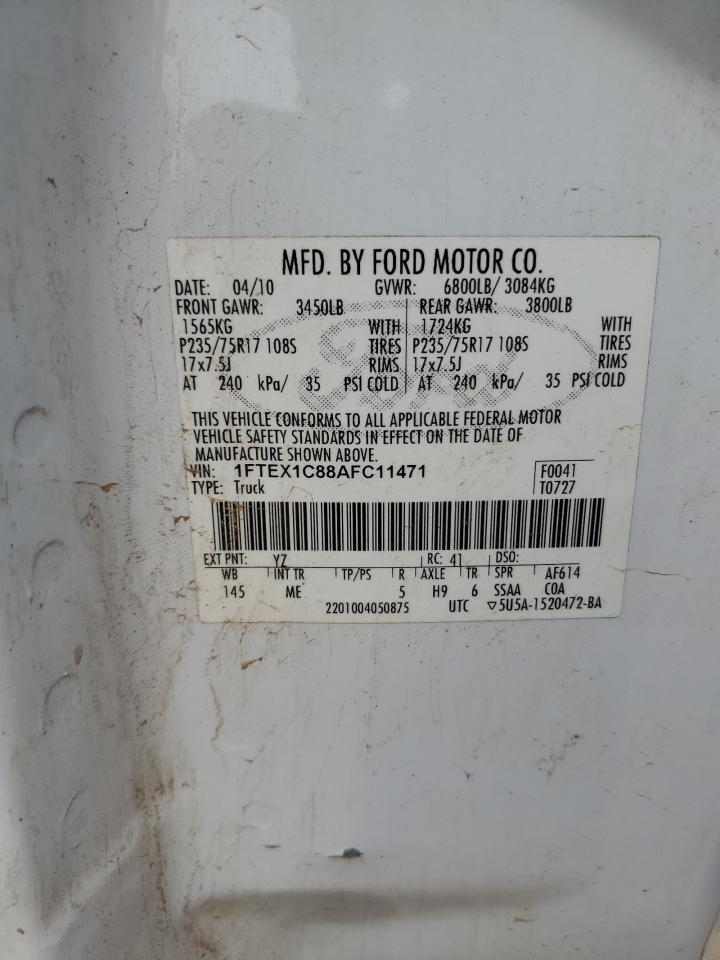 MFD. BY FORD MOTOR CO.
DATE: 04/10 GVWR: 6800LB/ 3084KG
FRONT GAWR: 3450LB REAR GAWR: 3800LB
1565KG WITH 1724KG WITH
P235/75R17 108S TIRES P235/75R17 108S TIRES
17x7.5J RIMS 17x7.5J RIMS
AT 240 kPa/ 35 PSI COLD AT 240 kPa/ 35 PSI COLD
THIS VEHICLE CONFORMS TO ALL APPLICABLE FEDERAL MOTOR
VEHICLE SAFETY STANDARDS IN EFFECT ON THE DATE OF
MANUFACTURE SHOWN ABOVE.
VIN: 1FTEX1C88AFC11471 F0041
TYPE: Truck T0727
EXT PNT: YZ RC: 41 DSO:
WB INT TR TP/PS R AXLE TR SPR AF614
145 ME 5 H9 6 SSAA COA
2201004050875 UTC ▽5U5A-1520472-BA